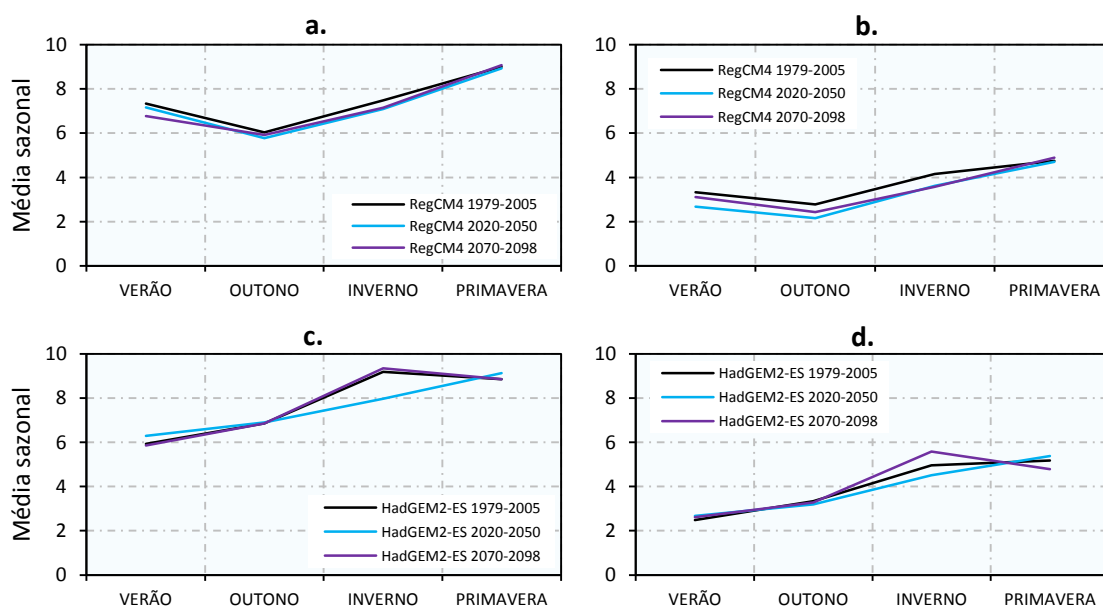 a.
10
8
6
4
2
0
Média sazonal
RegCM4 1979-2005
RegCM4 2020-2050
RegCM4 2070-2098
VERÃO OUTONO INVERNO PRIMAVERA
b.
10
8
6
4
2
0
RegCM4 1979-2005
RegCM4 2020-2050
RegCM4 2070-2098
VERÃO OUTONO INVERNO PRIMAVERA
c.
10
8
6
4
2
0
Média sazonal
HadGEM2-ES 1979-2005
HadGEM2-ES 2020-2050
HadGEM2-ES 2070-2098
VERÃO OUTONO INVERNO PRIMAVERA
d.
10
8
6
4
2
0
HadGEM2-ES 1979-2005
HadGEM2-ES 2020-2050
HadGEM2-ES 2070-2098
VERÃO OUTONO INVERNO PRIMAVERA